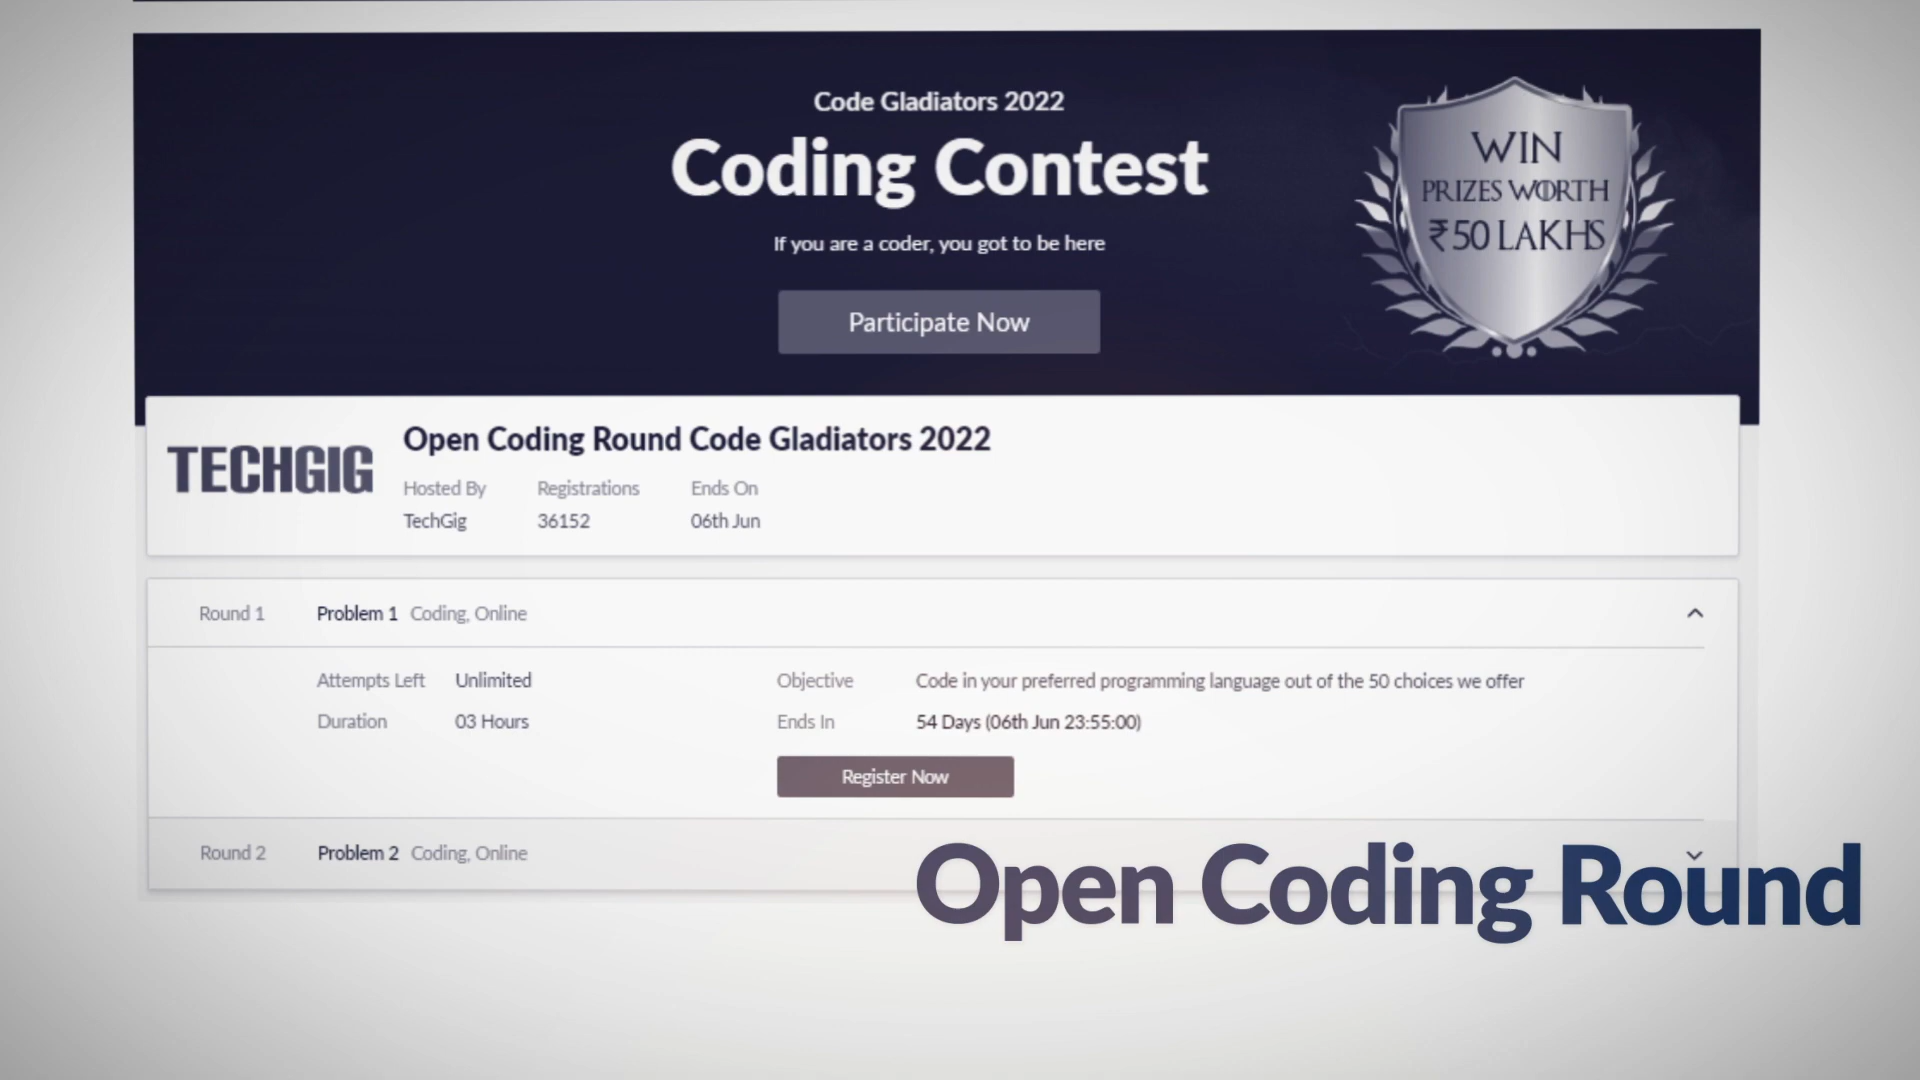 Code Gladiators 2022
Coding Contest
If you are a coder, you got to be here
Participate Now
WIN
PRIZES WORTH
₹50 LAKHS
TECHGIG
Open Coding Round Code Gladiators 2022
Hosted By Registrations Ends On
TechGig 36152 06th Jun
Round 1 Problem 1 Coding, Online
Attempts Left Unlimited Objective Code in your preferred programming language out of the 50 choices we offer
Duration 03 Hours Ends In 54 Days (06th Jun 23:55:00)
Register Now
Round 2 Problem 2 Coding, Online
Open Coding Round